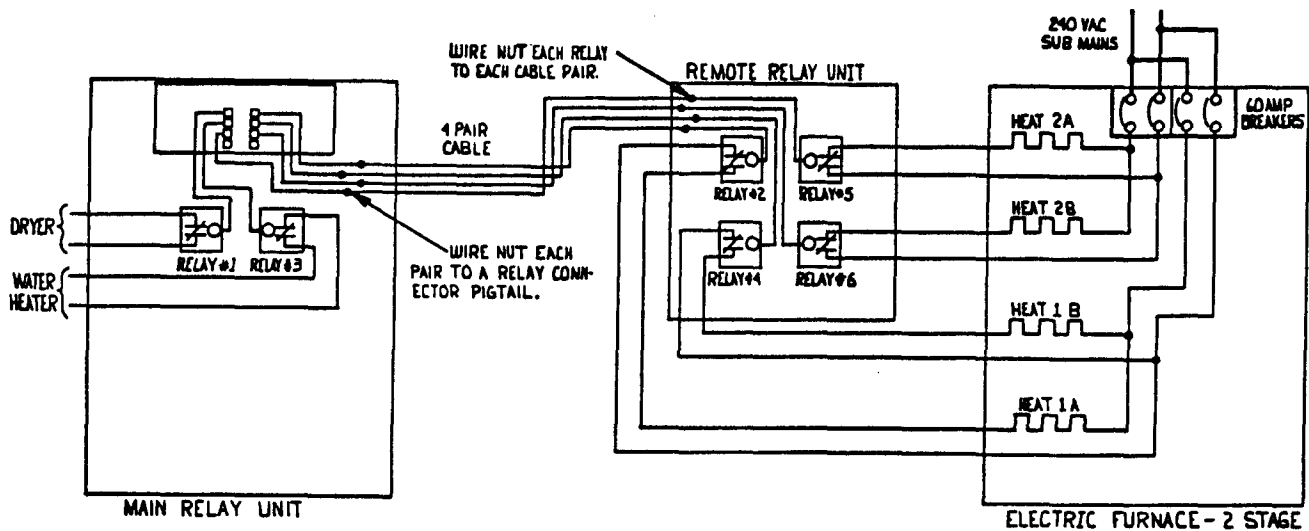 240 VAC
SUB MAINS
WIRE NUT EACH RELAY
TO EACH CABLE PAIR.
REMOTE RELAY UNIT
60 AMP
BREAKERS
HEAT 2A
4 PAIR
CABLE
RELAY#2
RELAY#5
HEAT 2B
DRYER
RELAY#1
RELAY#3
WIRE NUT EACH
PAIR TO A RELAY CONN-
ECTOR PIGTAIL.
WATER
HEATER
RELAY#4
RELAY#6
HEAT 1 B
HEAT 1 A
MAIN RELAY UNIT
ELECTRIC FURNACE - 2 STAGE